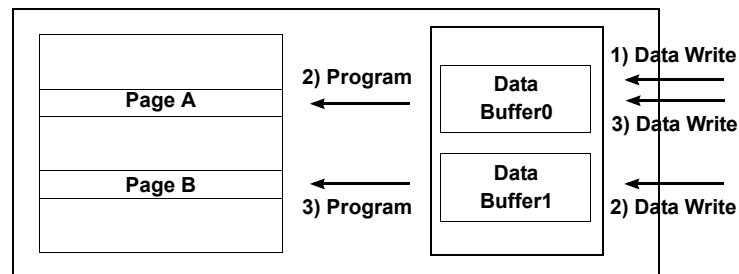 1) Data Write
2) Program
Data
Buffer0
Page A
3) Data Write
Data
Buffer1
Page B
3) Program
2) Data Write